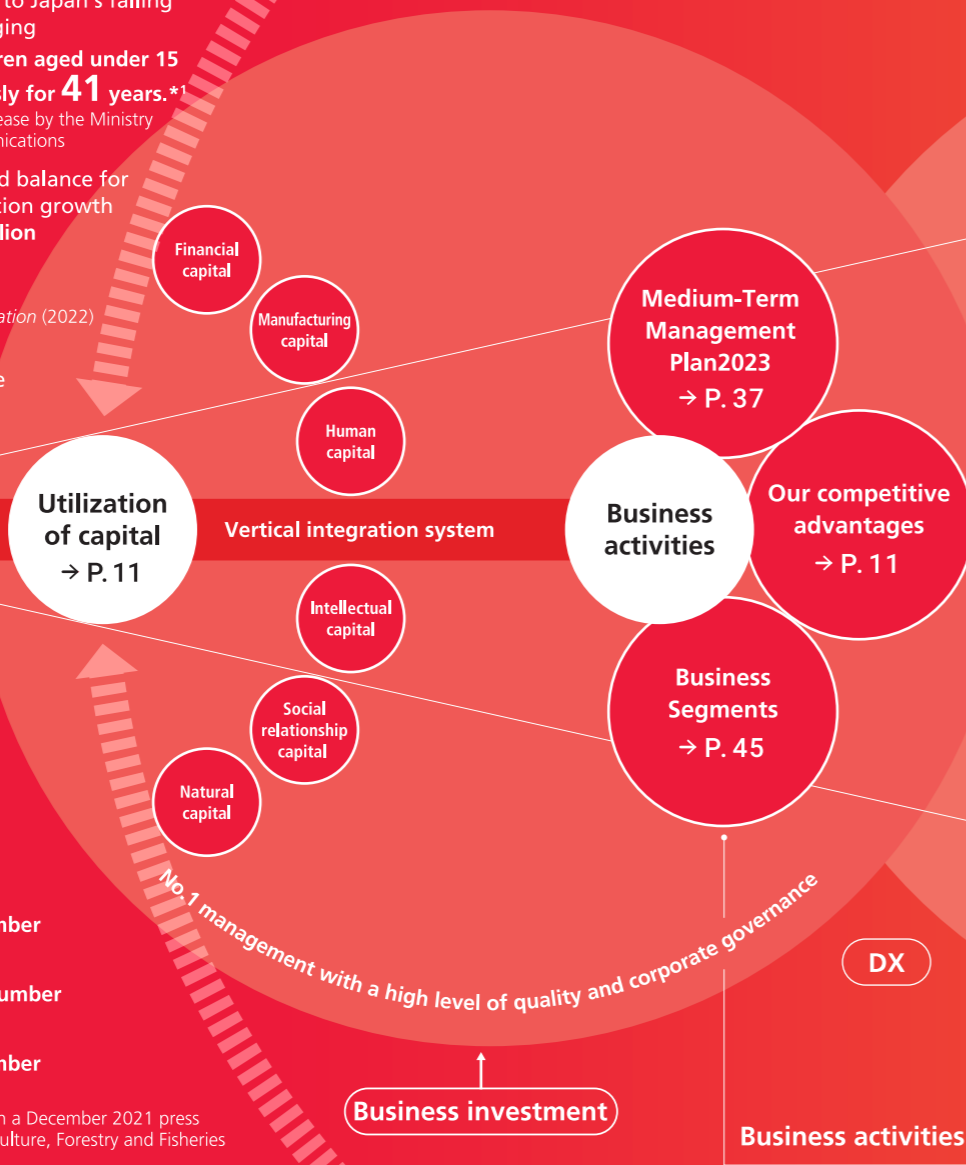 to Japan's falling
ging
ren aged under 15
sly for 41 years.*1
ease by the Ministry
nications
d balance for
tion growth
lion
ation (2022)
e
Financial
capital
Manufacturing
capital
Human
capital
Utilization
of capital
→ P. 11
Vertical integration system
Intellectual
capital
Social
relationship
capital
Natural
capital
Medium-Term
Management
Plan2023
→ P. 37
Business
activities
Our competitive
advantages
→ P. 11
Business
Segments
→ P. 45
No.1 management with a high level of quality and corporate governance
mber
number
mber
n a December 2021 press
ulture, Forestry and Fisheries
DX
Business investment
Business activities